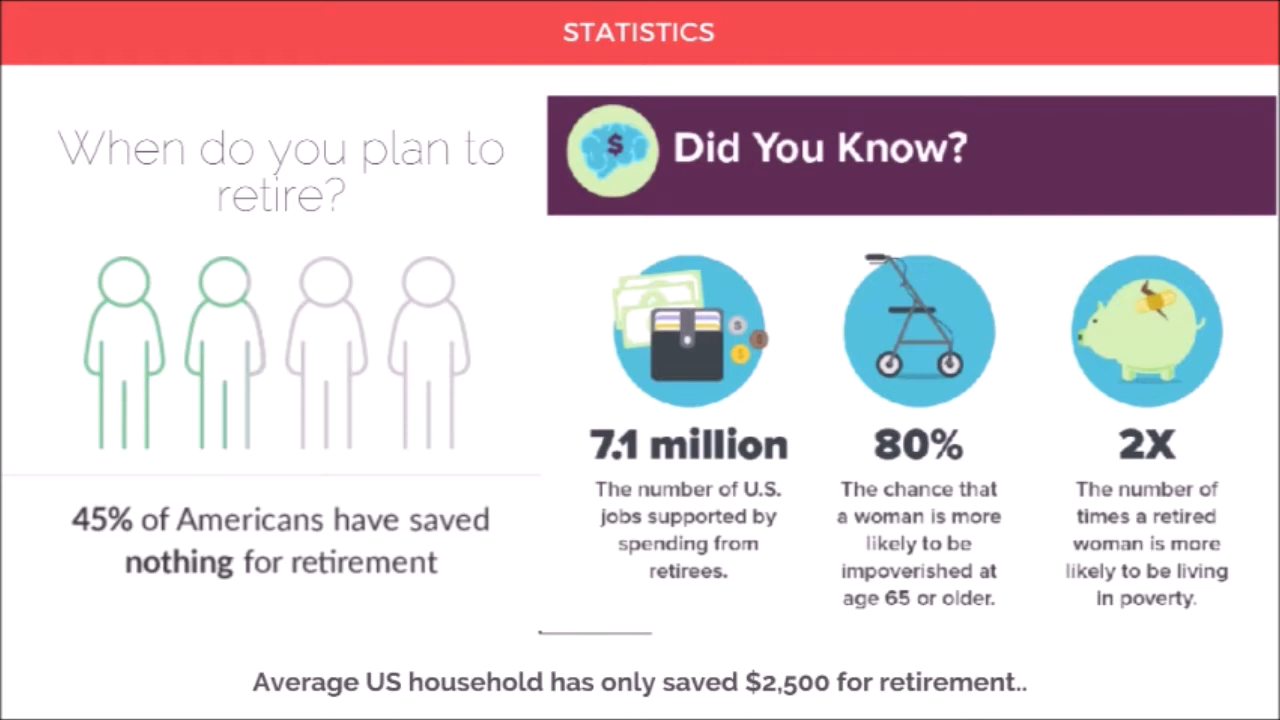 STATISTICS
When do you plan to
retire?
45% of Americans have saved
nothing for retirement
$ Did You Know?
7.1 million
The number of U.S.
jobs supported by
spending from
retirees.
80%
The chance that
a woman is more
likely to be
impoverished at
age 65 or older.
2X
The number of
times a retired
woman is more
likely to be living
in poverty.
Average US household has only saved $2,500 for retirement..